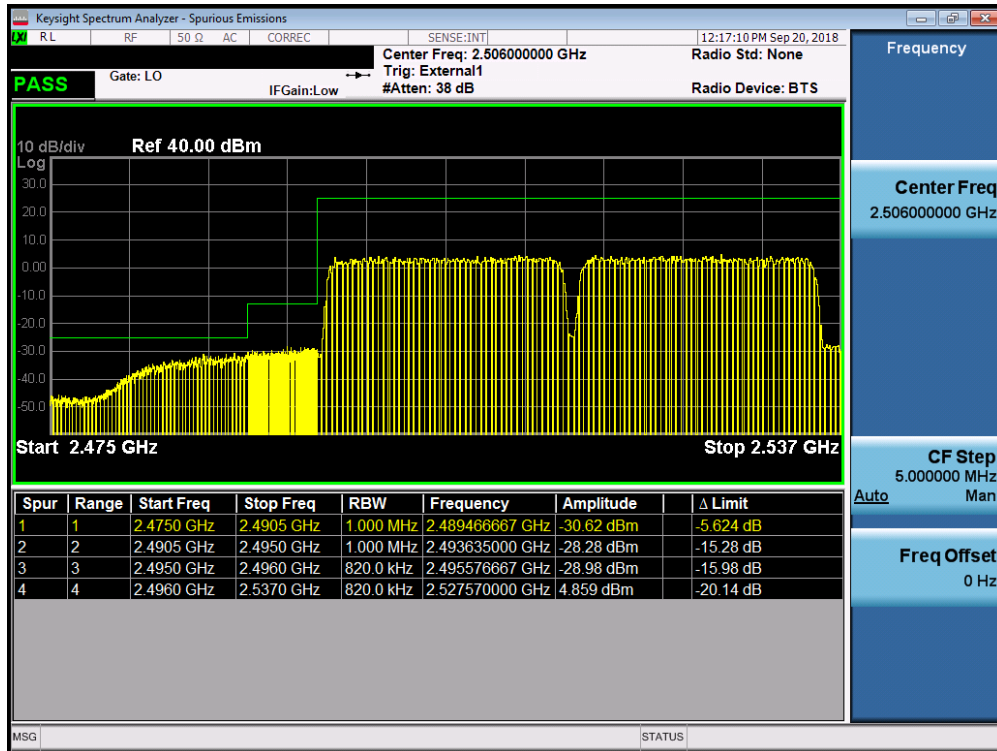 Keysight Spectrum Analyzer - Spurious Emissions
LXI RL RF 50 Ω AC CORREC SENSE:INT 12:17:10 PM Sep 20, 2018
Center Freq: 2.506000000 GHz Radio Std: None
PASS Gate: LO Trig: External1
IFGain:Low #Atten: 38 dB Radio Device: BTS
10 dB/div Ref 40.00 dBm
Log
30.0
20.0
10.0
0.00
-10.0
-20.0
-30.0
-40.0
-50.0
Start 2.475 GHz Stop 2.537 GHz
Spur Range Start Freq Stop Freq RBW Frequency Amplitude Δ Limit
1 1 2.4750 GHz 2.4905 GHz 1.000 MHz 2.489466667 GHz -30.62 dBm -5.624 dB
2 2 2.4905 GHz 2.4950 GHz 1.000 MHz 2.493635000 GHz -28.28 dBm -15.28 dB
3 3 2.4950 GHz 2.4960 GHz 820.0 kHz 2.495576667 GHz -28.98 dBm -15.98 dB
4 4 2.4960 GHz 2.5370 GHz 820.0 kHz 2.527570000 GHz 4.859 dBm -20.14 dB
MSG STATUS
Frequency
Center Freq
2.506000000 GHz
CF Step
5.000000 MHz
Auto Man
Freq Offset
0 Hz